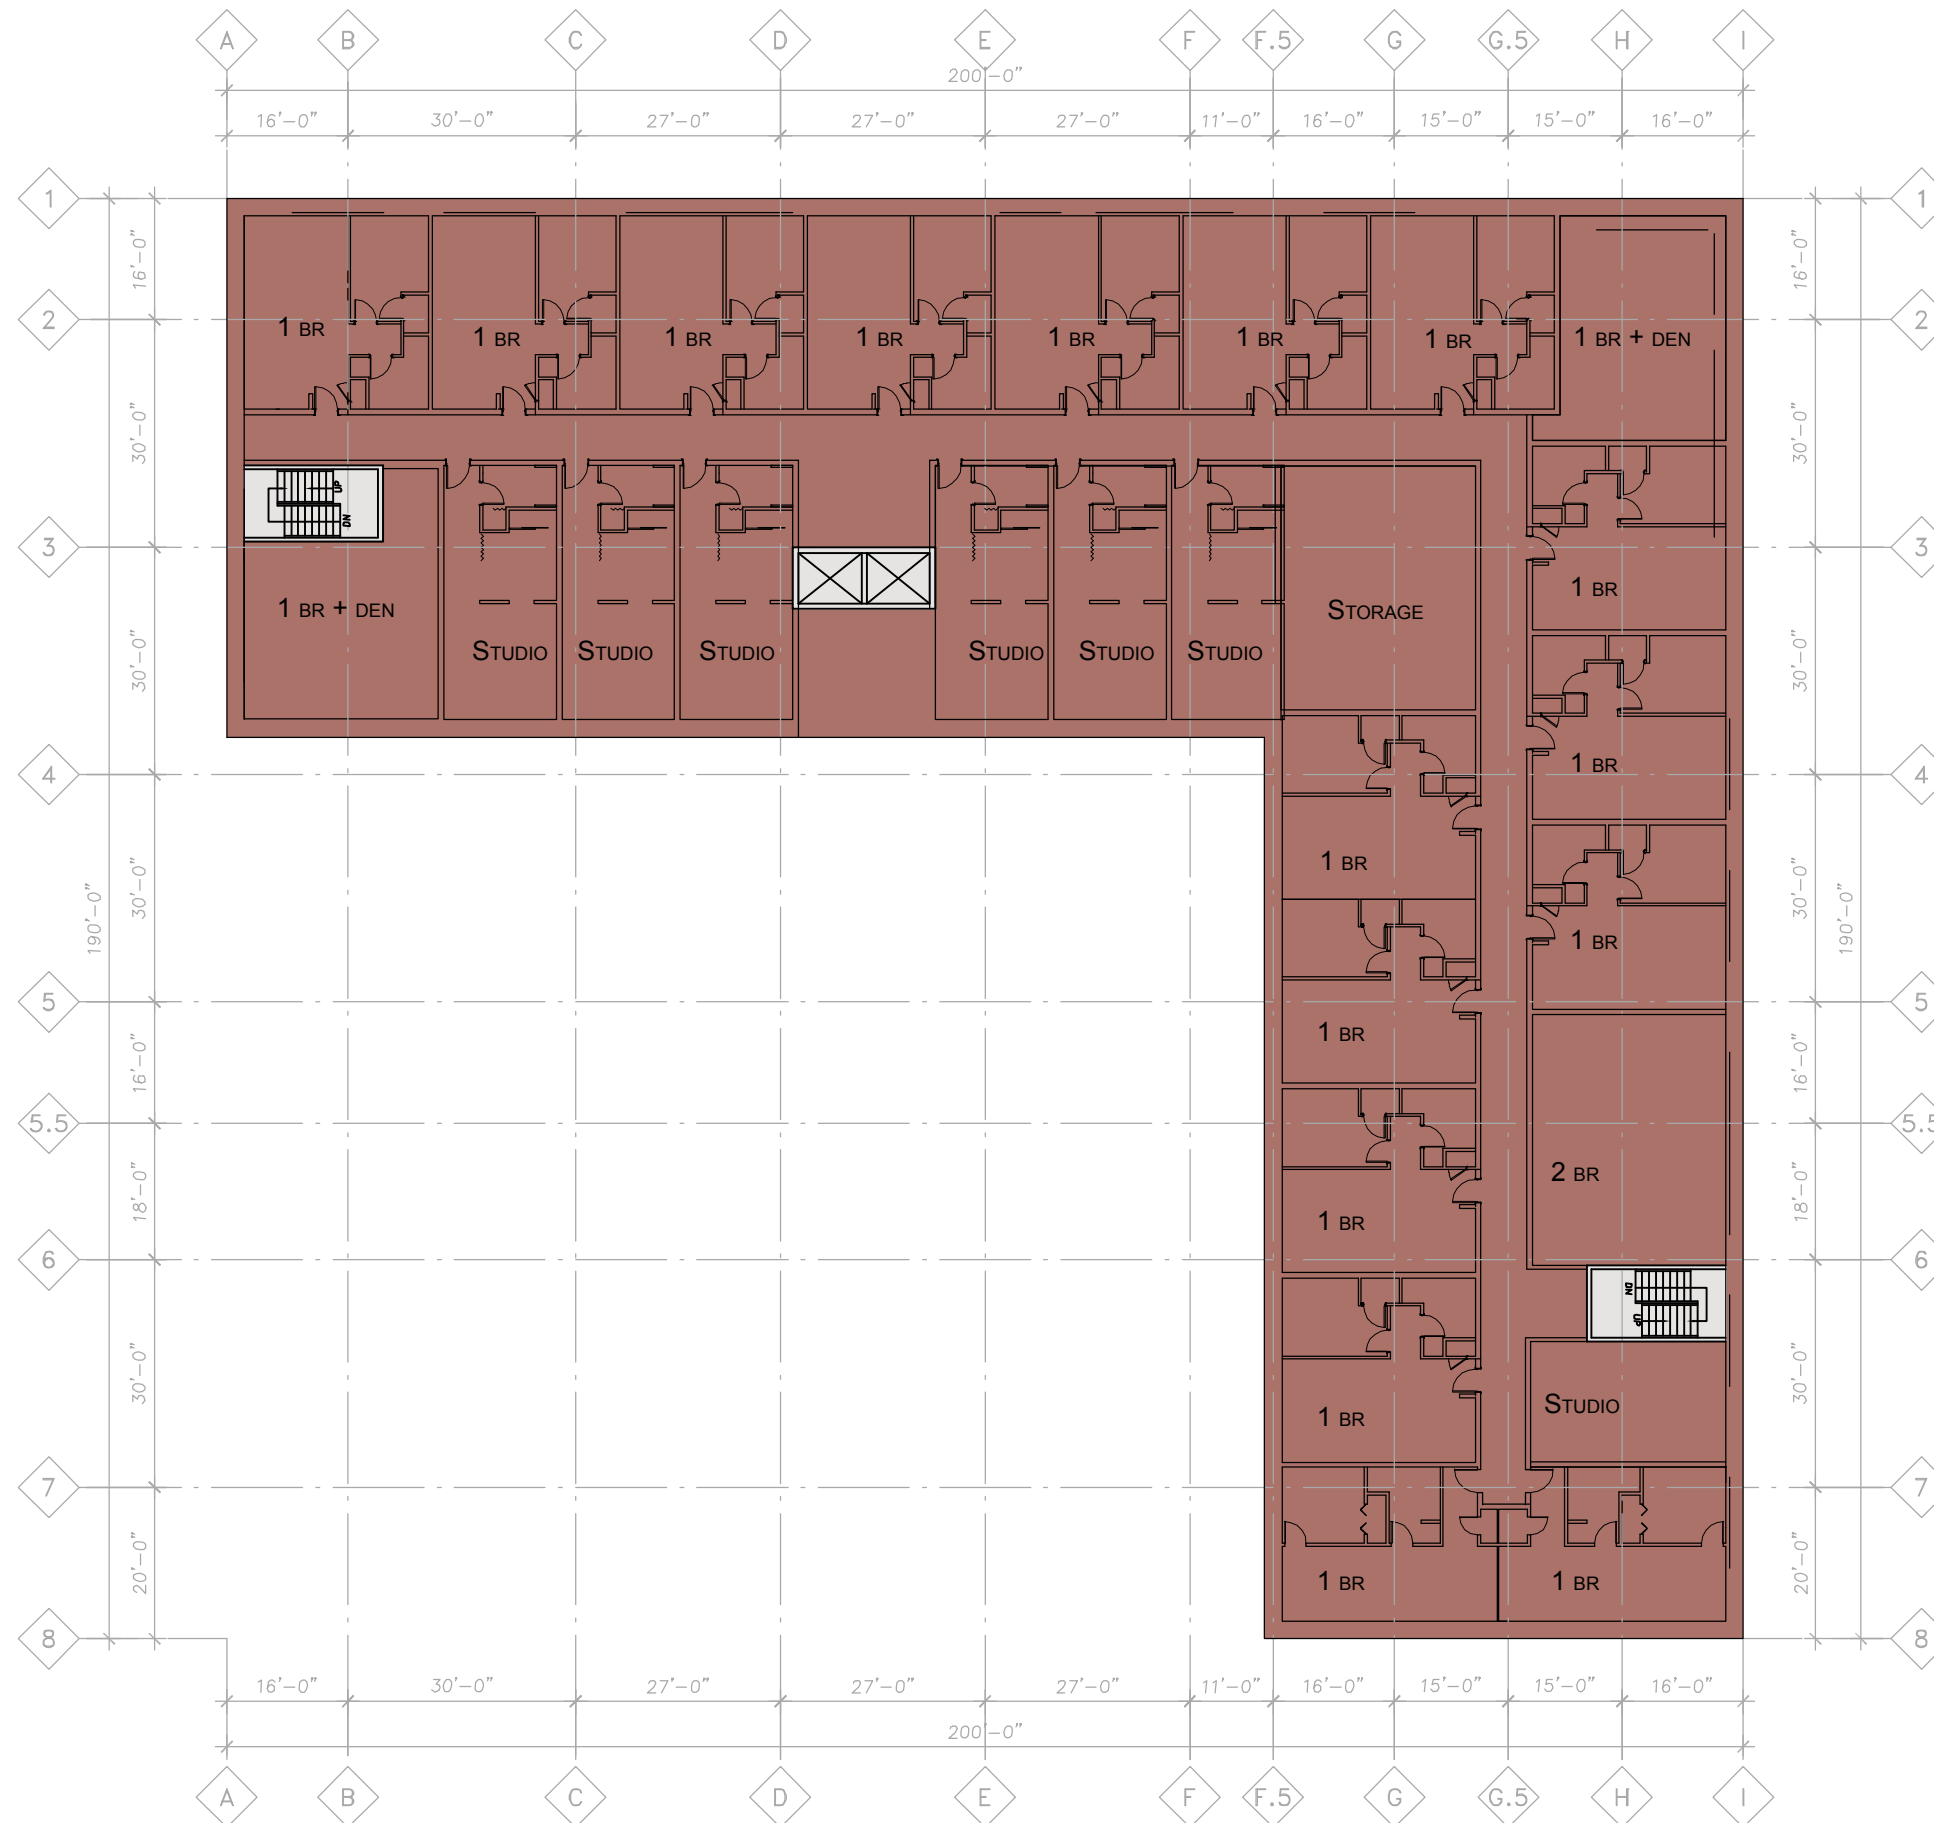 A B C D E F F.5 G G.5 H I
200'-0"
16'-0" 30'-0" 27'-0" 27'-0" 27'-0" 11'-0" 16'-0" 15'-0" 15'-0" 16'-0"
1 1
16'-0" 16'-0"
2 1 BR 1 BR 1 BR 1 BR 1 BR 1 BR 1 BR 1 BR + DEN 2
30'-0" 30'-0"
UP
DN
3 3
1 BR
1 BR + DEN STORAGE
30'-0" STUDIO STUDIO STUDIO STUDIO STUDIO STUDIO 30'-0"
1 BR
4 4
1 BR
30'-0" 30'-0"
190'-0" 190'-0"
1 BR
5 5
1 BR
16'-0" 16'-0"
5.5 5.5
2 BR
18'-0" 18'-0"
1 BR
6 6
DN
UP
30'-0" 30'-0"
STUDIO
1 BR
7 7
20'-0" 20'-0"
1 BR 1 BR
8 8
16'-0" 30'-0" 27'-0" 27'-0" 27'-0" 11'-0" 16'-0" 15'-0" 15'-0" 16'-0"
200'-0"
A B C D E F F.5 G G.5 H I